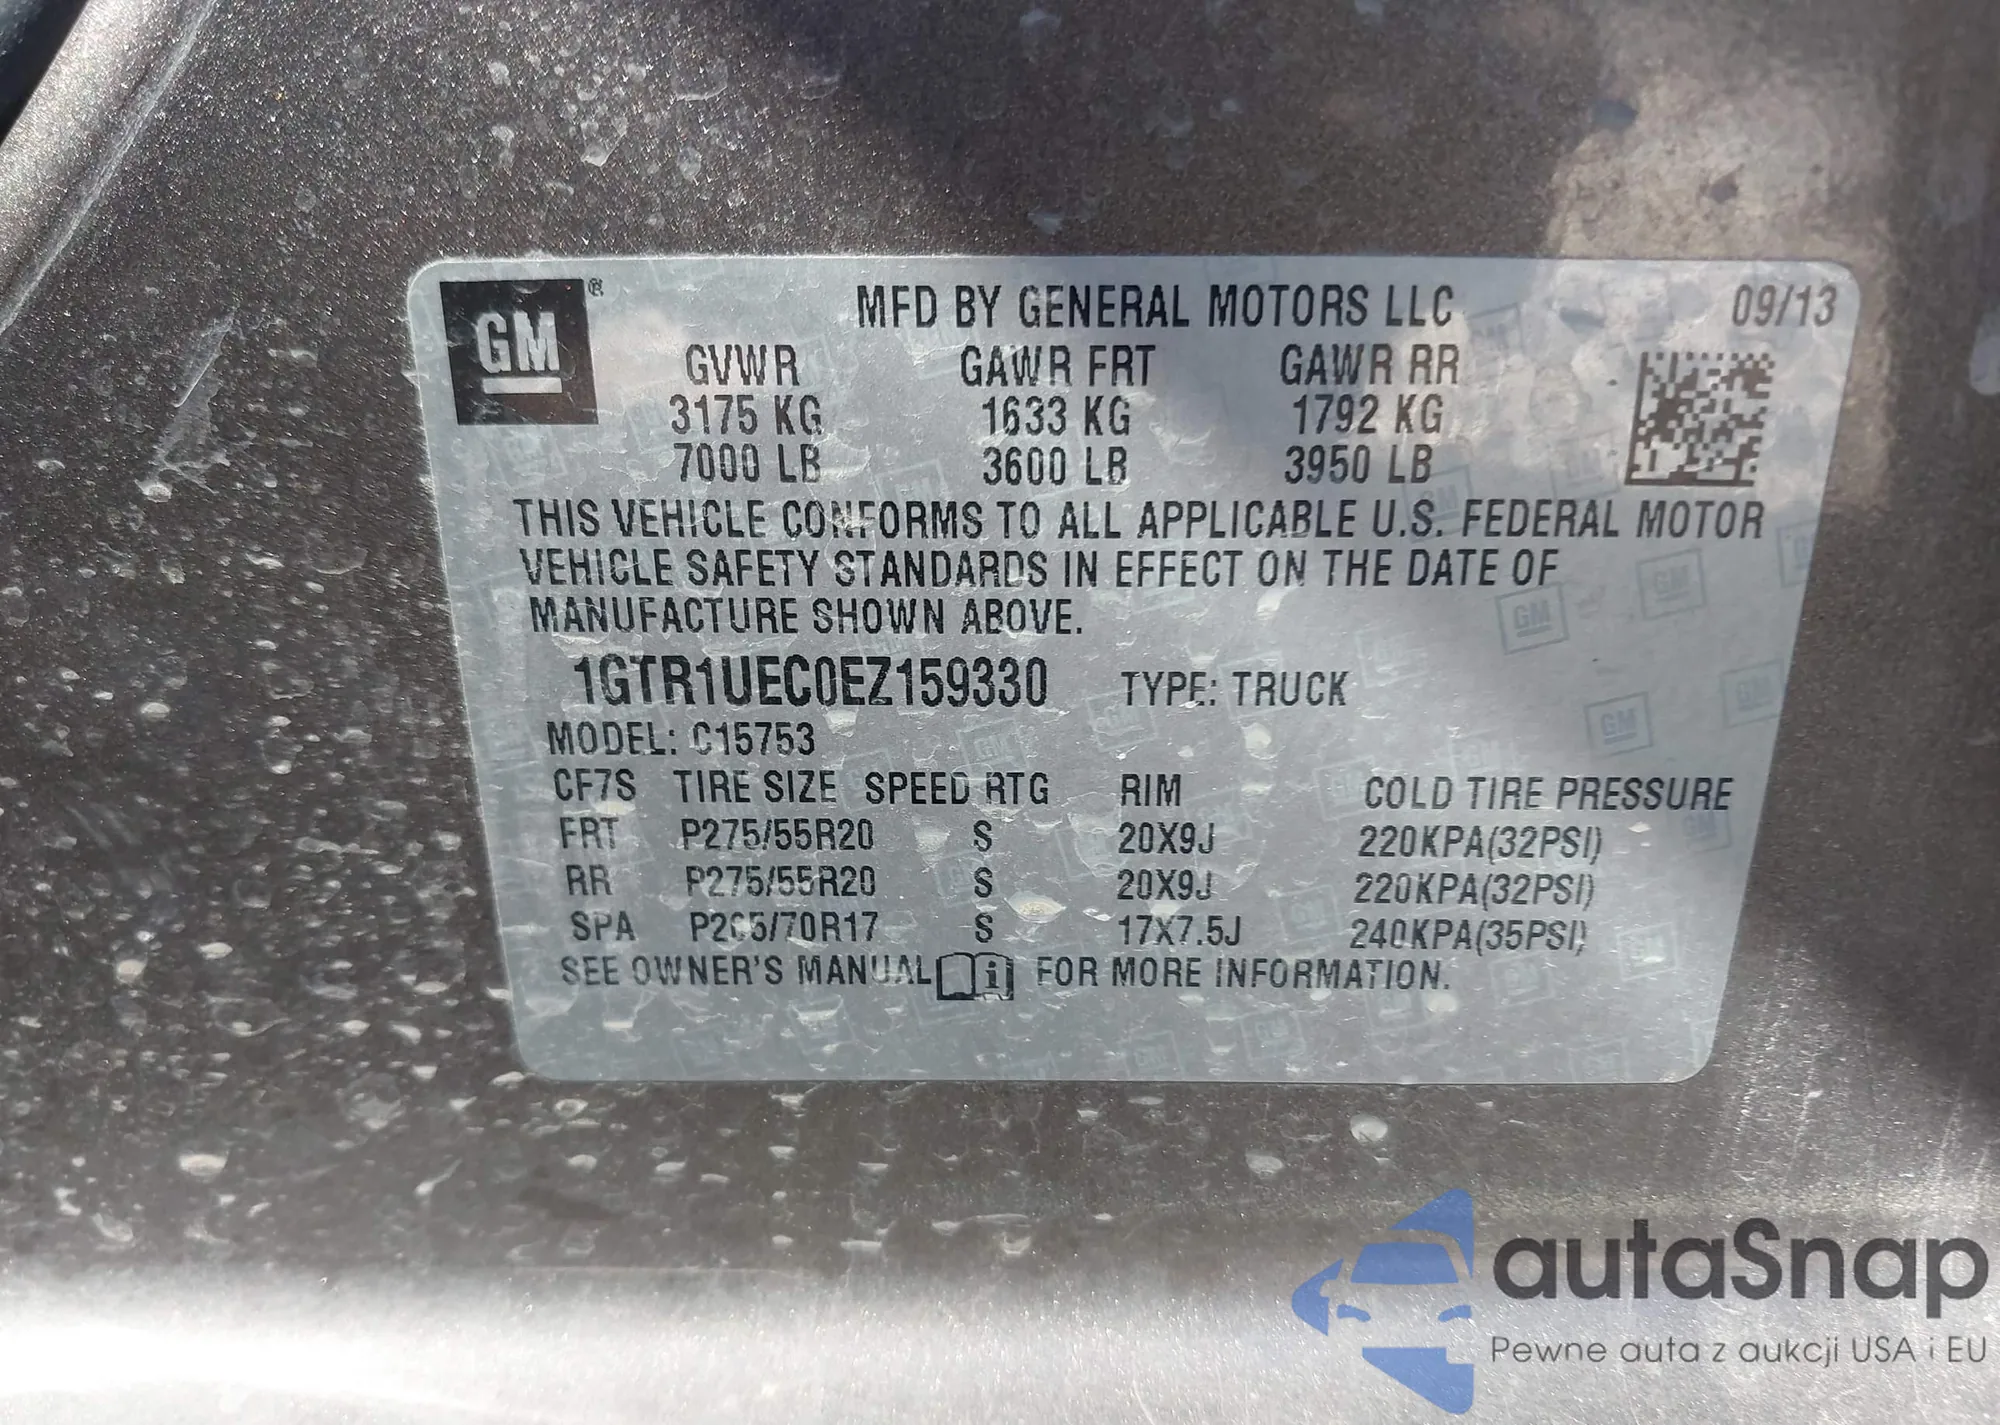 GM ®
MFD BY GENERAL MOTORS LLC 09/13
GVWR GAWR FRT GAWR RR
3175 KG 1633 KG 1792 KG
7000 LB 3600 LB 3950 LB
THIS VEHICLE CONFORMS TO ALL APPLICABLE U.S. FEDERAL MOTOR
VEHICLE SAFETY STANDARDS IN EFFECT ON THE DATE OF
MANUFACTURE SHOWN ABOVE.
1GTR1UEC0EZ159330 TYPE: TRUCK
MODEL: C15753
CF7S TIRE SIZE SPEED RTG RIM COLD TIRE PRESSURE
FRT P275/55R20 S 20X9J 220KPA(32PSI)
RR P275/55R20 S 20X9J 220KPA(32PSI)
SPA P265/70R17 S 17X7.5J 240KPA(35PSI)
SEE OWNER'S MANUAL FOR MORE INFORMATION.
autaSnap
Pewne auta z aukcji USA i EU